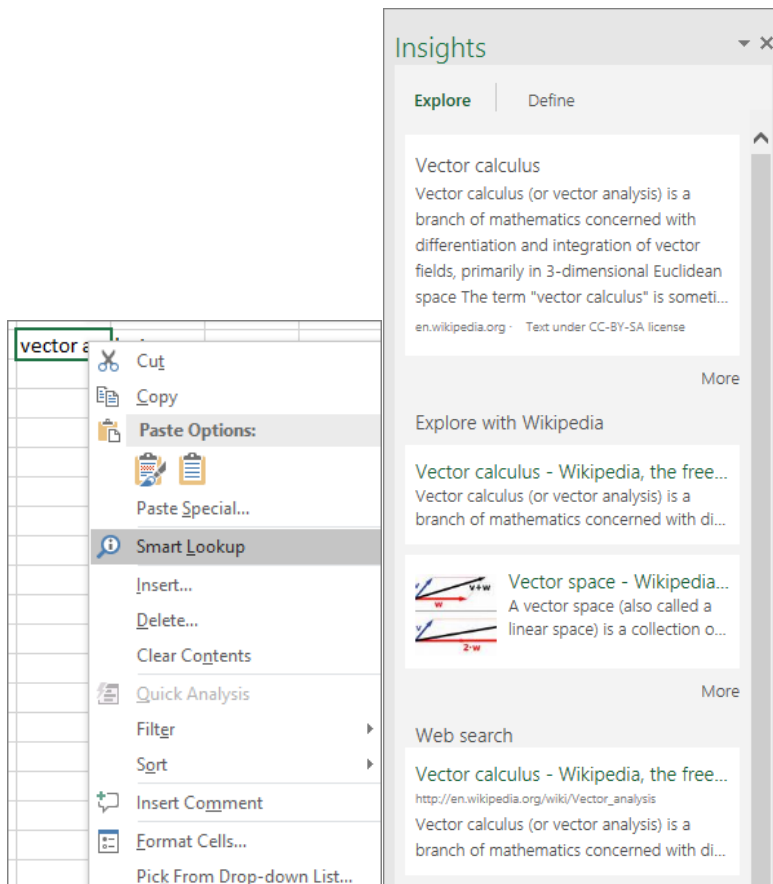 vector a
Cut
Copy
Paste Options:
Paste Special...
Smart Lookup
Insert...
Delete...
Clear Contents
Quick Analysis
Filter
Sort
Insert Comment
Format Cells...
Pick From Drop-down List...
Insights
Explore
Define
Vector calculus
Vector calculus (or vector analysis) is a
branch of mathematics concerned with
differentiation and integration of vector
fields, primarily in 3-dimensional Euclidean
space The term "vector calculus" is someti...
en.wikipedia.org · Text under CC-BY-SA license
More
Explore with Wikipedia
Vector calculus - Wikipedia, the free...
Vector calculus (or vector analysis) is a
branch of mathematics concerned with di...
v
v+w
w
v
2·w
Vector space - Wikipedia...
A vector space (also called a
linear space) is a collection o...
More
Web search
Vector calculus - Wikipedia, the free...
http://en.wikipedia.org/wiki/Vector_analysis
Vector calculus (or vector analysis) is a
branch of mathematics concerned with di...